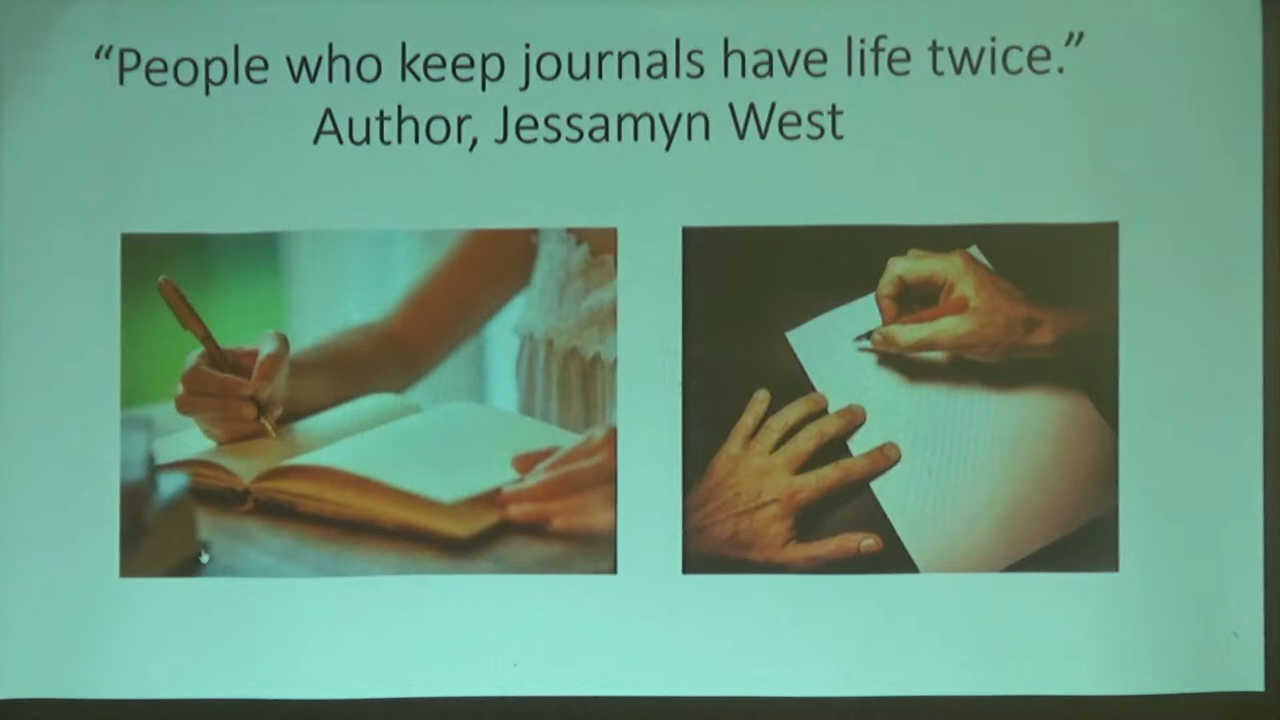 “People who keep journals have life twice.”
Author, Jessamyn West